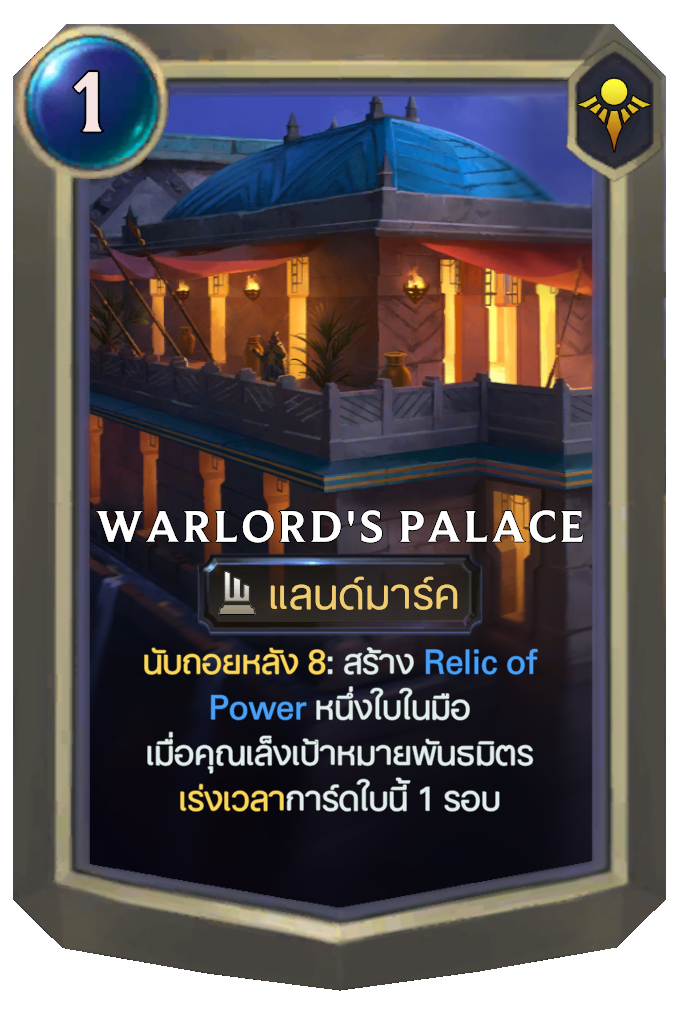 1
WARLORD'S PALACE
แลนด์มาร์ค
นับถอยหลัง 8: สร้าง Relic of
Power หนึ่งใบในมือ
เมื่อคุณเล็งเป้าหมายพันธมิตร
เร่งเวลาการ์ดใบนี้ 1 รอบ